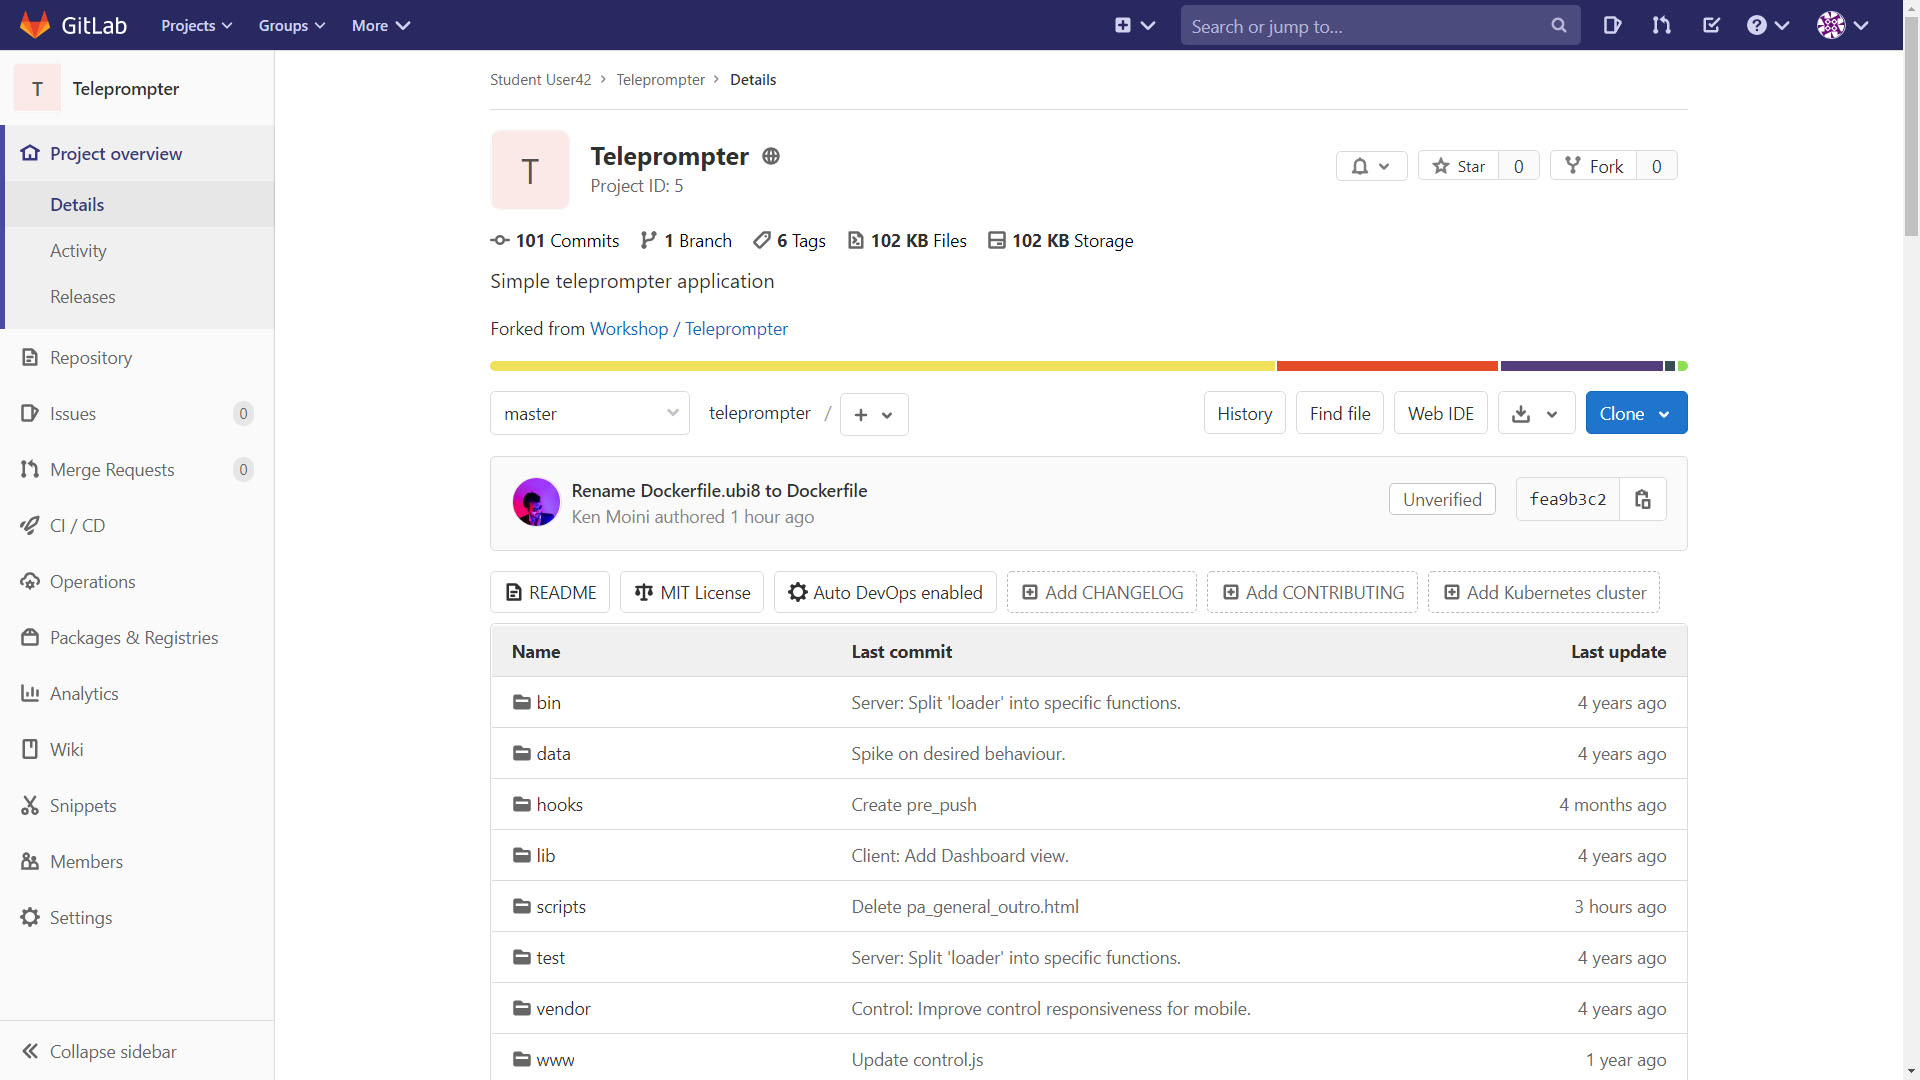 GitLab Projects Groups More Search or jump to...
T Teleprompter
Project overview
Details
Activity
Releases
Repository
Issues 0
Merge Requests 0
CI / CD
Operations
Packages & Registries
Analytics
Wiki
Snippets
Members
Settings
Collapse sidebar
Student User42 > Teleprompter > Details
T
Teleprompter
Project ID: 5
Star 0 Fork 0
101 Commits 1 Branch 6 Tags 102 KB Files 102 KB Storage
Simple teleprompter application
Forked from Workshop / Teleprompter
master teleprompter / + History Find file Web IDE Clone
Rename Dockerfile.ubi8 to Dockerfile
Ken Moini authored 1 hour ago
Unverified fea9b3c2
README MIT License Auto DevOps enabled Add CHANGELOG Add CONTRIBUTING Add Kubernetes cluster
Name Last commit Last update
bin Server: Split 'loader' into specific functions. 4 years ago
data Spike on desired behaviour. 4 years ago
hooks Create pre_push 4 months ago
lib Client: Add Dashboard view. 4 years ago
scripts Delete pa_general_outro.html 3 hours ago
test Server: Split 'loader' into specific functions. 4 years ago
vendor Control: Improve control responsiveness for mobile. 4 years ago
www Update control.js 1 year ago